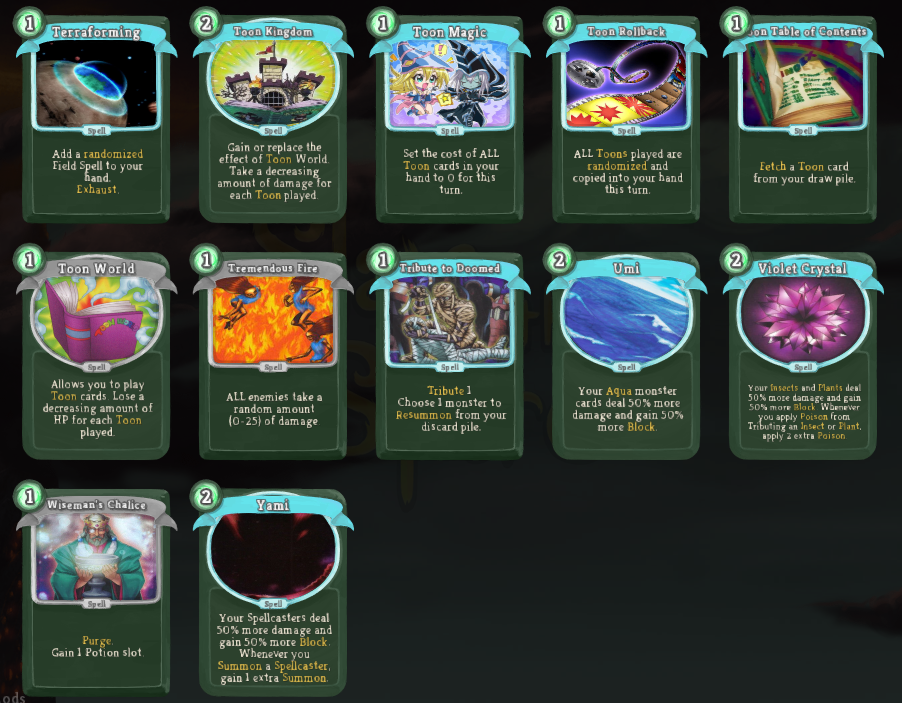 1
Terraforming
Spell
Add a randomized
Field Spell to your
hand.
Exhaust.
2
Toon Kingdom
Spell
Gain or replace the
effect of Toon World.
Take a decreasing
amount of damage for
each Toon played.
1
Toon Magic
Spell
Set the cost of ALL
Toon cards in your
hand to 0 for this
turn.
1
Toon Rollback
Spell
ALL Toons played are
randomized and
copied into your hand
this turn.
1
oon Table of Contents
Spell
Fetch a Toon card
from your draw pile.
1
Toon World
Spell
Allows you to play
Toon cards. Lose a
decreasing amount of
HP for each Toon
played.
1
Tremendous Fire
Spell
ALL enemies take a
random amount
(0-25) of damage
1
Tribute to Doomed
Spell
Tribute 1
Choose 1 monster to
Resummon from your
discard pile.
2
Umi
Spell
Your Aqua monster
cards deal 50% more
damage and gain 50%
more Block.
2
Violet Crystal
Spell
Your Insects and Plants deal
50% more damage and gain
50% more Block. Whenever
you apply Poison from
Tributing an Insect or Plant,
apply 2 extra Poison
1
Wiseman's Chalice
Spell
Purge.
Gain 1 Potion slot.
2
Yami
Spell
Your Spellcasters deal
50% more damage and
gain 50% more Block.
Whenever you
Summon a Spellcaster,
gain 1 extra Summon.
ods